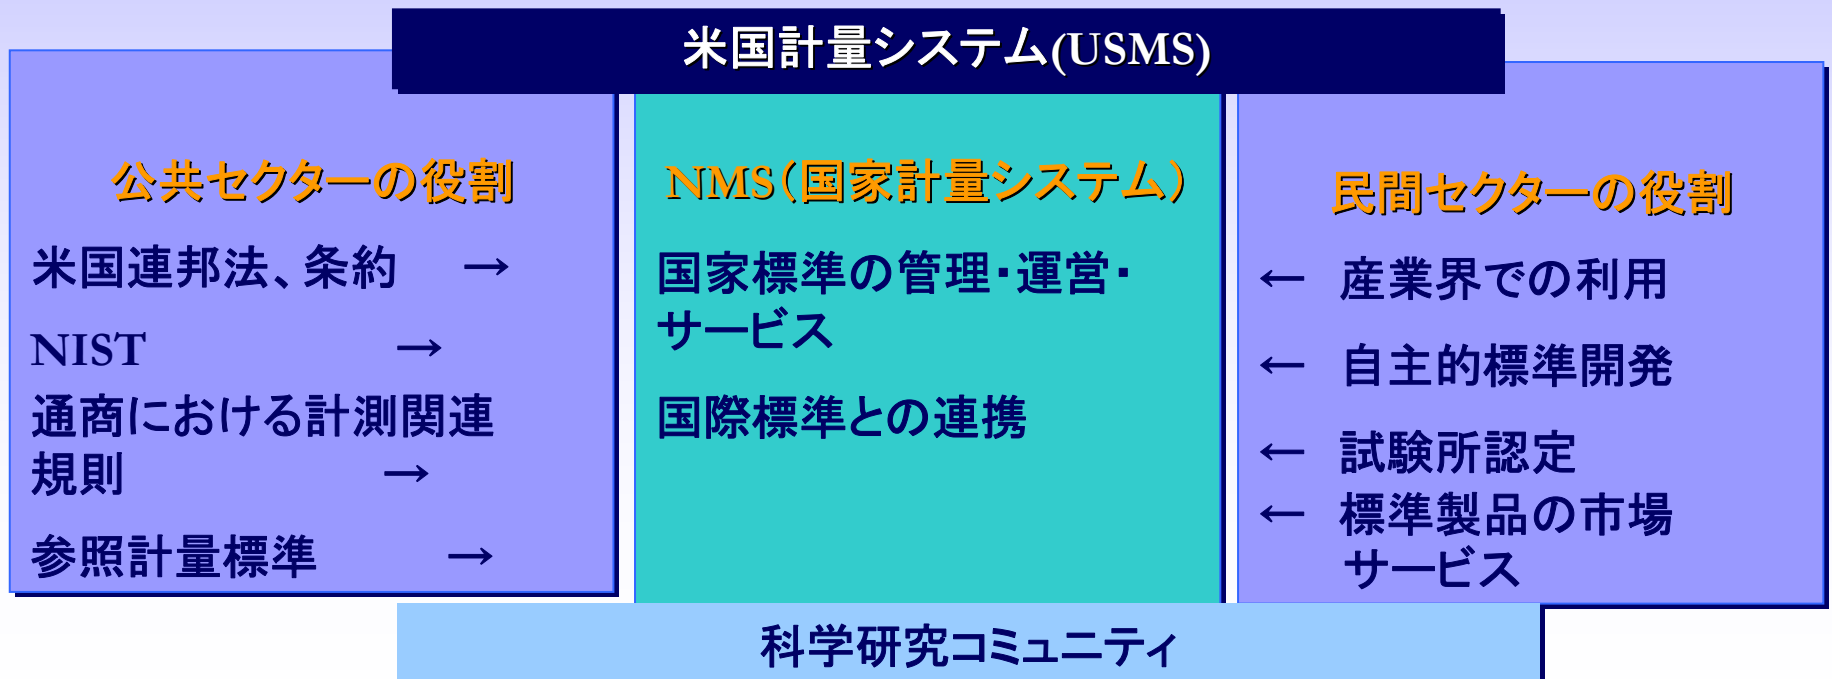 米国計量システム(USMS)
公共セクターの役割
米国連邦法、条約 →
NIST →
通商における計測関連
規則 →
参照計量標準 →
NMS(国家計量システム)
国家標準の管理・運営・
サービス
国際標準との連携
民間セクターの役割
← 産業界での利用
← 自主的標準開発
← 試験所認定
← 標準製品の市場
サービス
科学研究コミュニティ